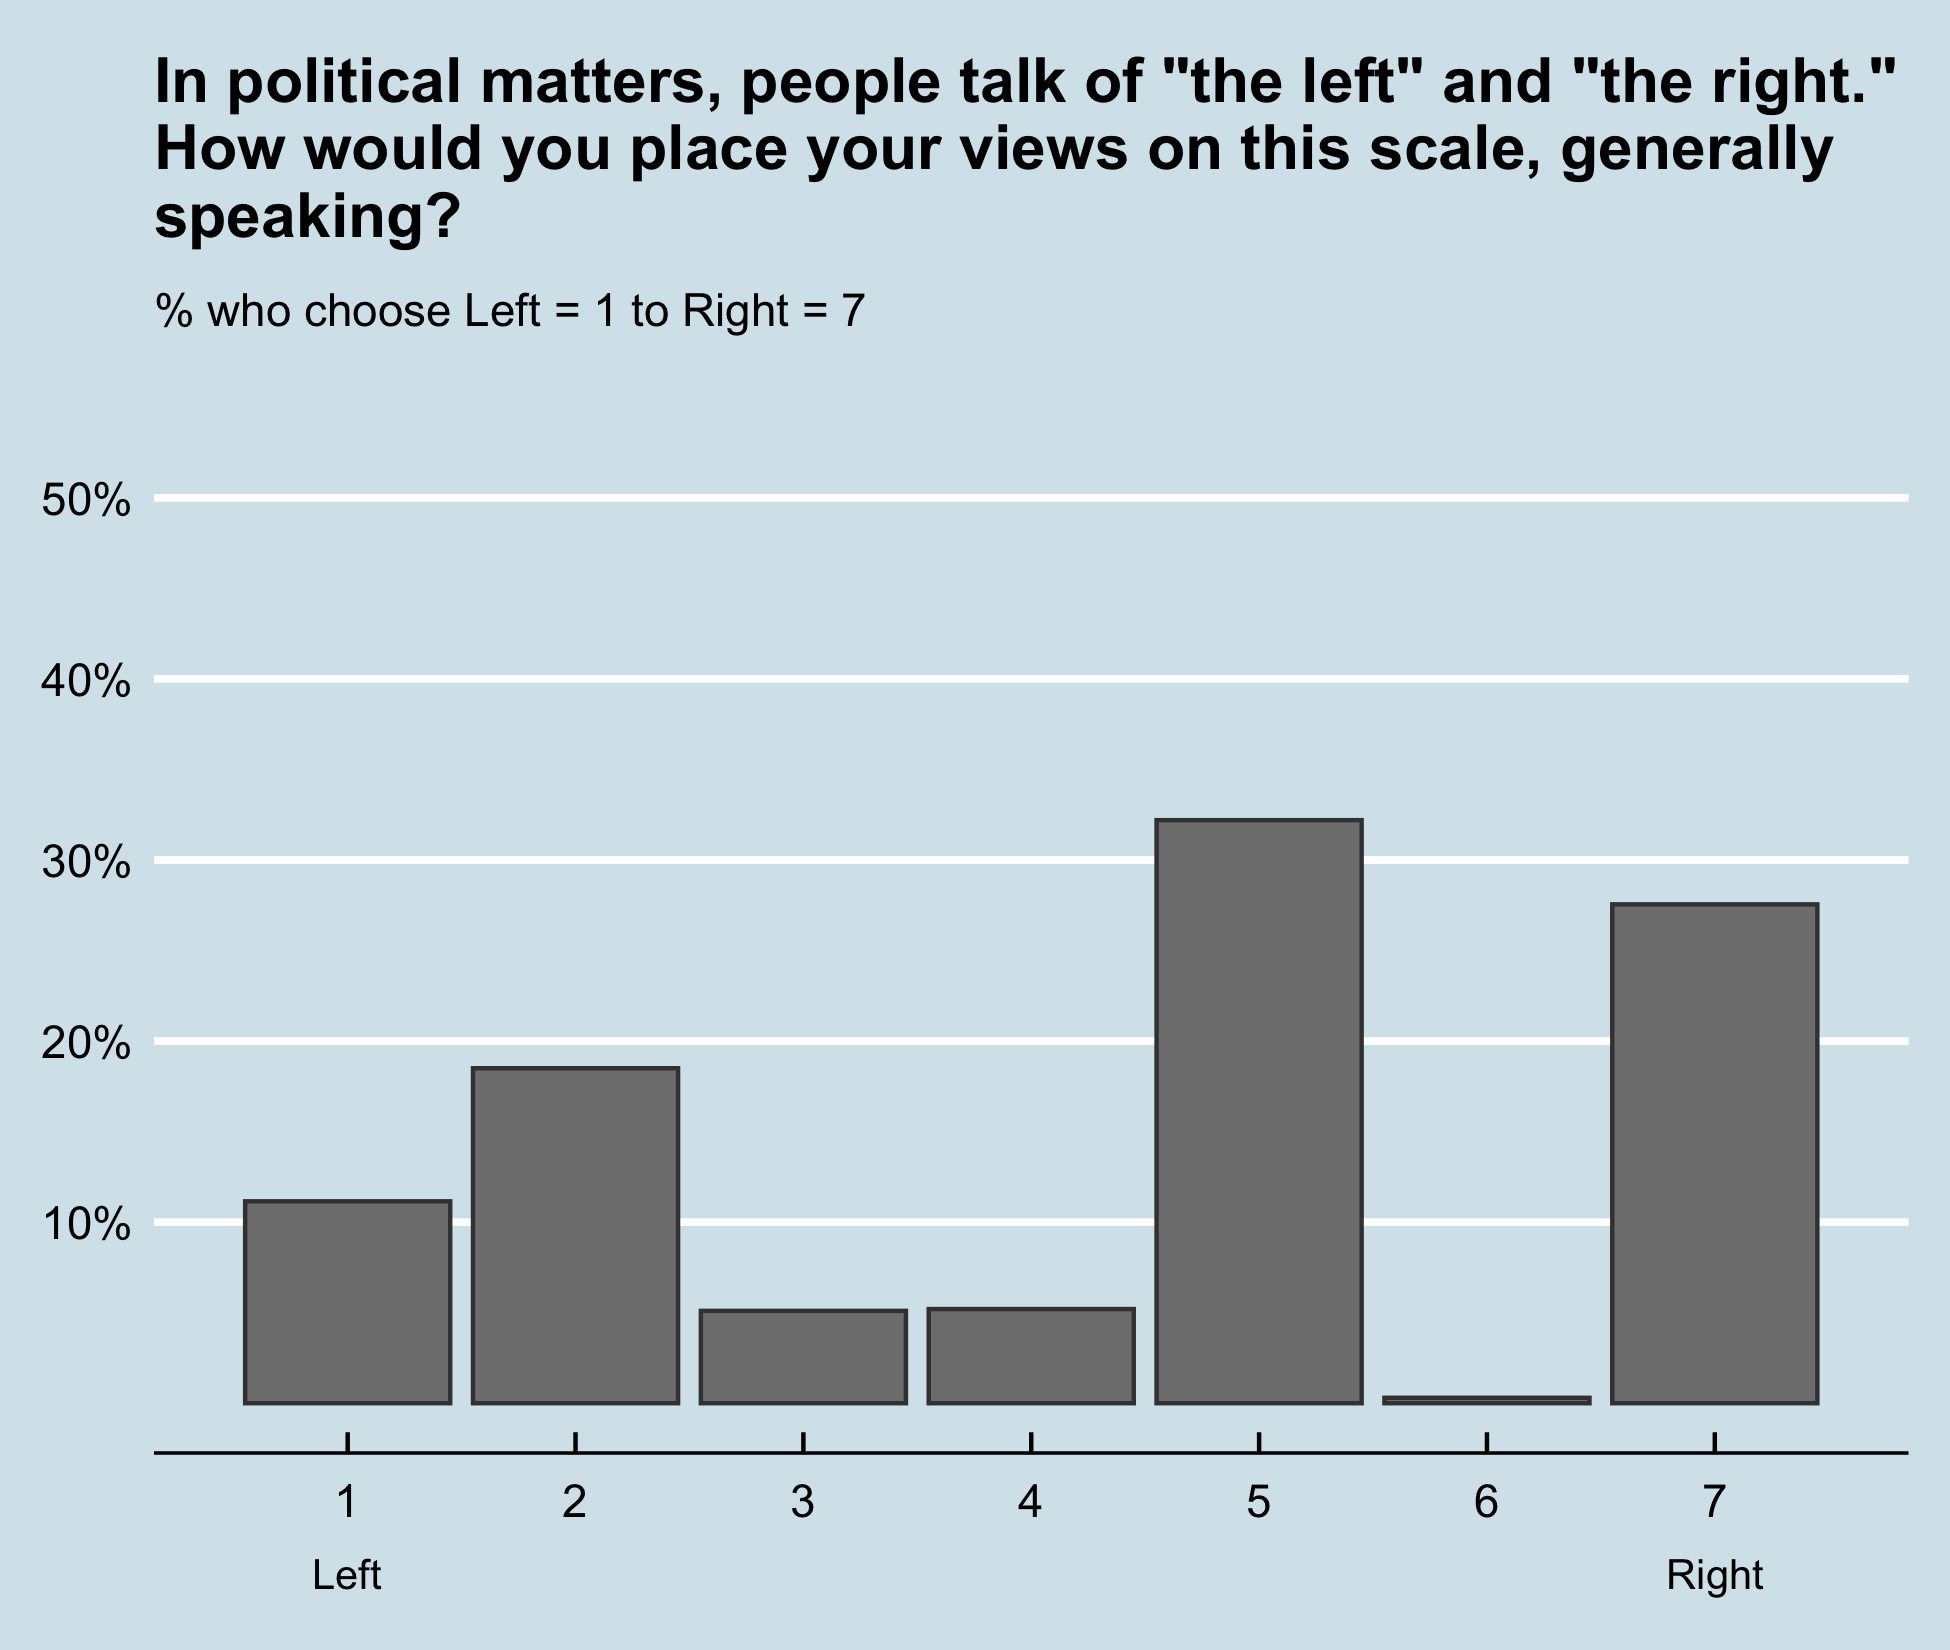 In political matters, people talk of "the left" and "the right."
How would you place your views on this scale, generally
speaking?
% who choose Left = 1 to Right = 7
50%
40%
30%
20%
10%
1 2 3 4 5 6 7
Left Right